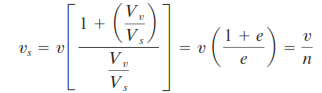 v_s = v [ (1 + (V_v / V_s)) / (V_v / V_s) ] = v ( (1 + e) / e ) = v / n